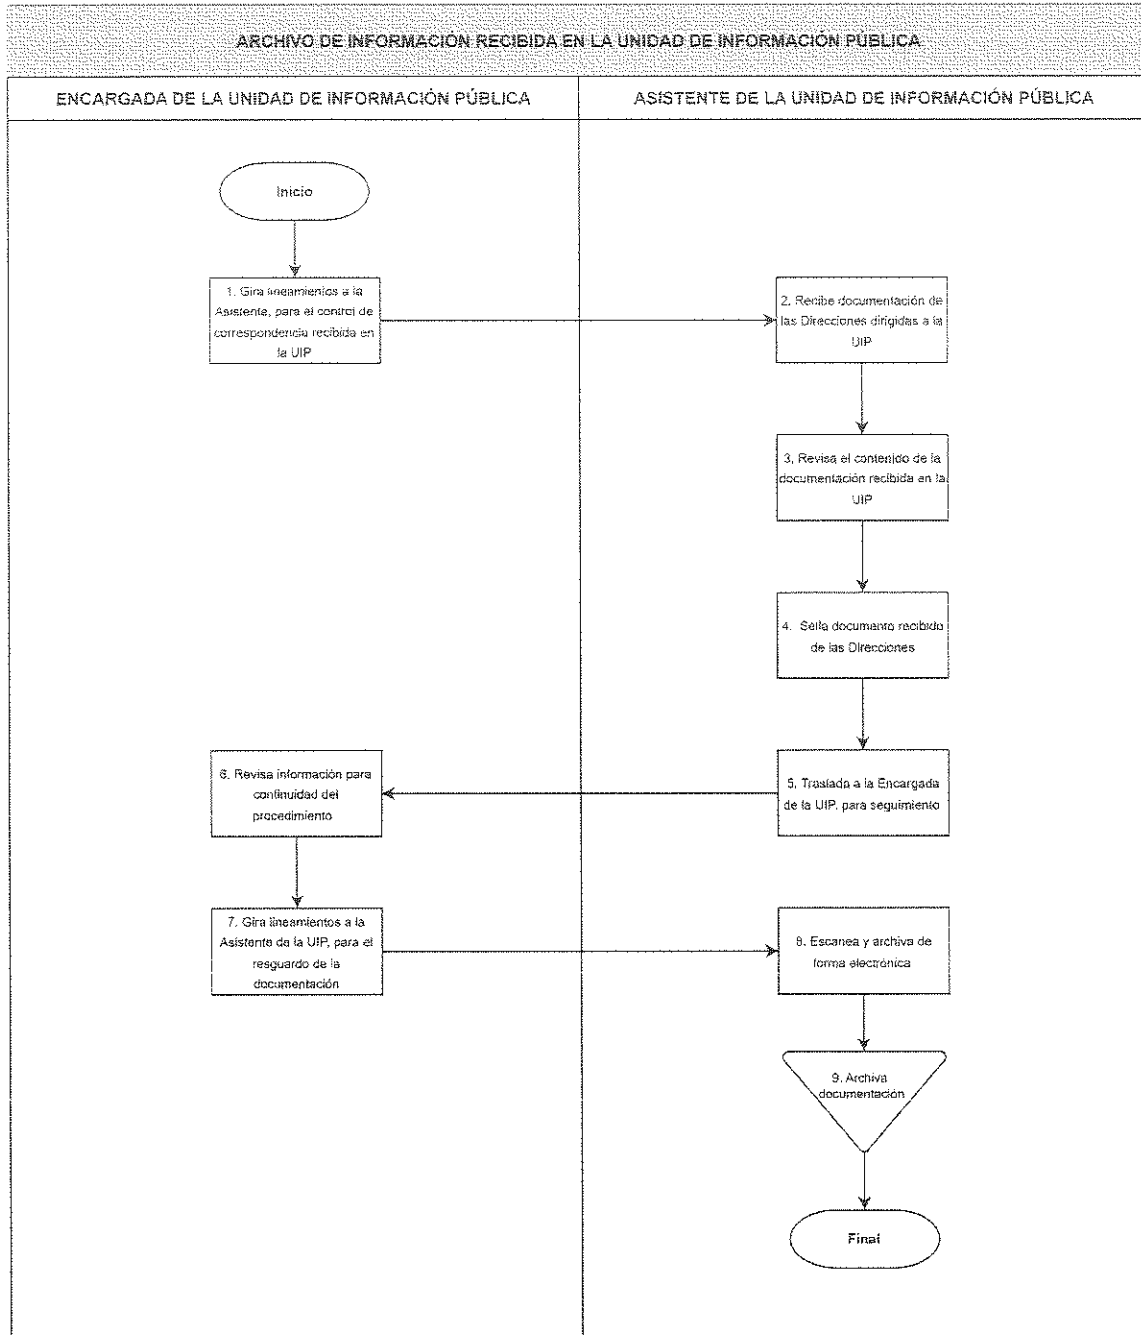 ARCHIVO DE INFORMACIÓN RECIBIDA EN LA UNIDAD DE INFORMACIÓN PÚBLICA
ENCARGADA DE LA UNIDAD DE INFORMACIÓN PÚBLICA
ASISTENTE DE LA UNIDAD DE INFORMACIÓN PÚBLICA
Inicio
1. Gira lineamientos a la
Asistente, para el control de
correspondencia recibida en
la UIP
2. Recibe documentación de
las Direcciones dirigidas a la
UIP
3. Revisa el contenido de la
documentación recibida en la
UIP
4. Sella documento recibido
de las Direcciones
5. Traslada a la Encargada
de la UIP, para seguimiento
6. Revisa información para
continuidad del
procedimiento
7. Gira lineamientos a la
Asistente de la UIP, para el
resguardo de la
documentación
8. Escanea y archiva de
forma electrónica
9. Archiva
documentación
Final